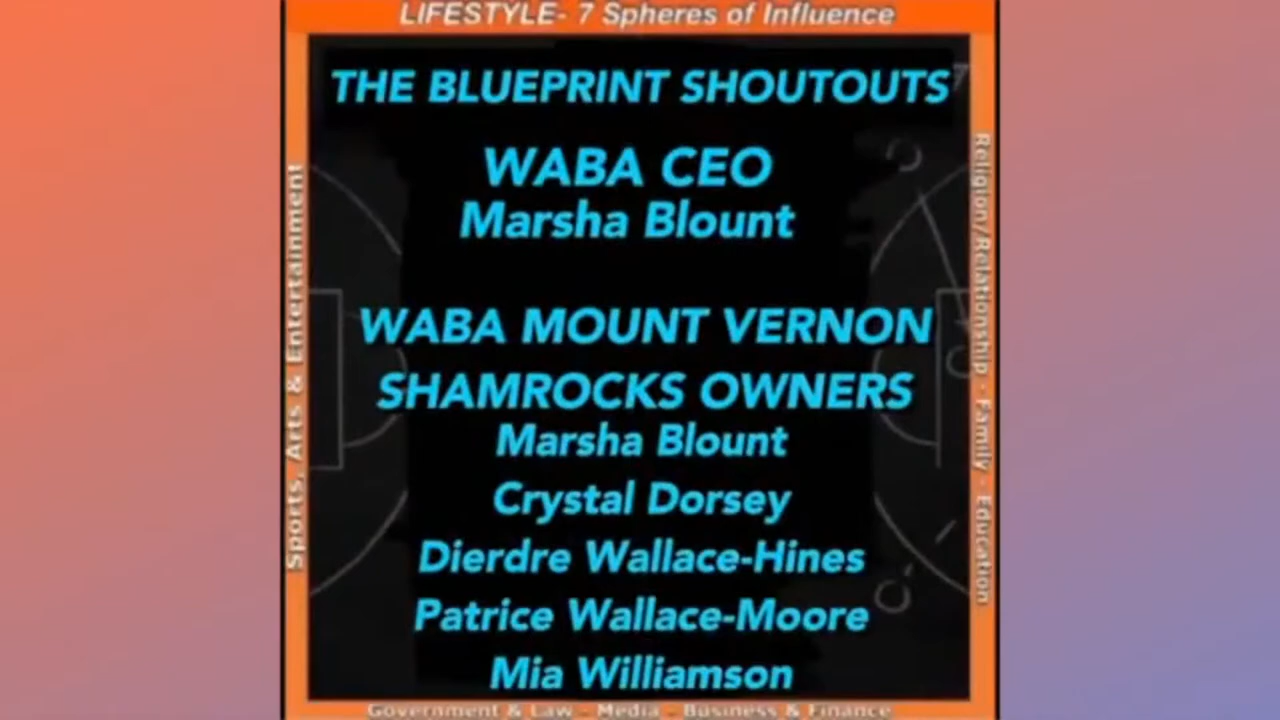 LIFESTYLE- 7 Spheres of Influence
THE BLUEPRINT SHOUTOUTS
WABA CEO
Marsha Blount
WABA MOUNT VERNON
SHAMROCKS OWNERS
Marsha Blount
Crystal Dorsey
Dierdre Wallace-Hines
Patrice Wallace-Moore
Mia Williamson
Sports, Arts & Entertainment
Religion/Relationship - Family - Education
Government & Law - Media - Business & Finance